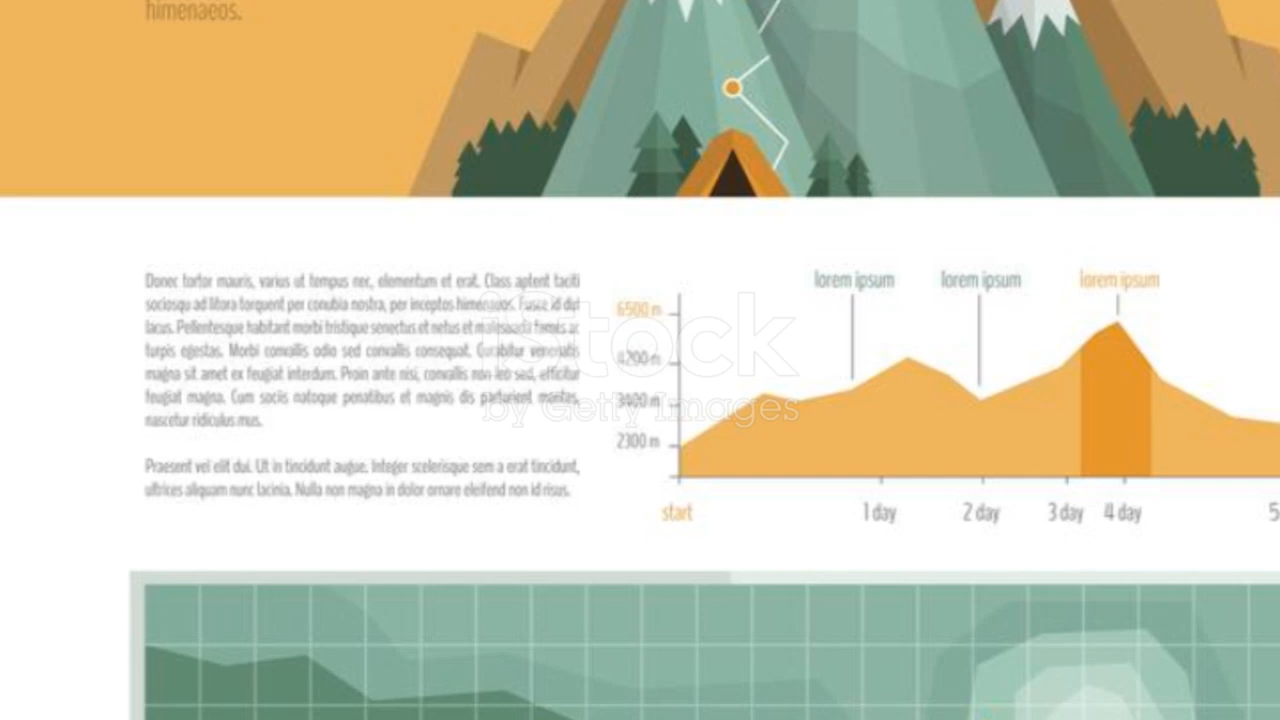 himenaeos.
Donec tortor mauris, varius ut tempus nec, elementum et erat. Class aptent taciti
sociosqu ad litora torquent per conubia nostra, per inceptos himenaeos. Fusce id dui
lacus. Pellentesque habitant morbi tristique senectus et netus et malesuada fames ac
turpis egestas. Morbi convallis odio sed convallis consequat. Curabitur venenatis
magna sit amet ex feugiat interdum. Proin ante nisi, convallis non leo sed, efficitur
feugiat magna. Cum sociis natoque penatibus et magnis dis parturient montes,
nascetur ridiculus mus.
Praesent vel elit dui. Ut in tincidunt augue. Integer scelerisque sem a erat tincidunt,
ultrices aliquam nunc lacinia. Nulla non magna in dolor ornare eleifend non id risus.
iStock
by Getty Images
lorem ipsum
lorem ipsum
lorem ipsum
6500 m
4200 m
3400 m
2300 m
start
1 day
2 day
3 day
4 day
5